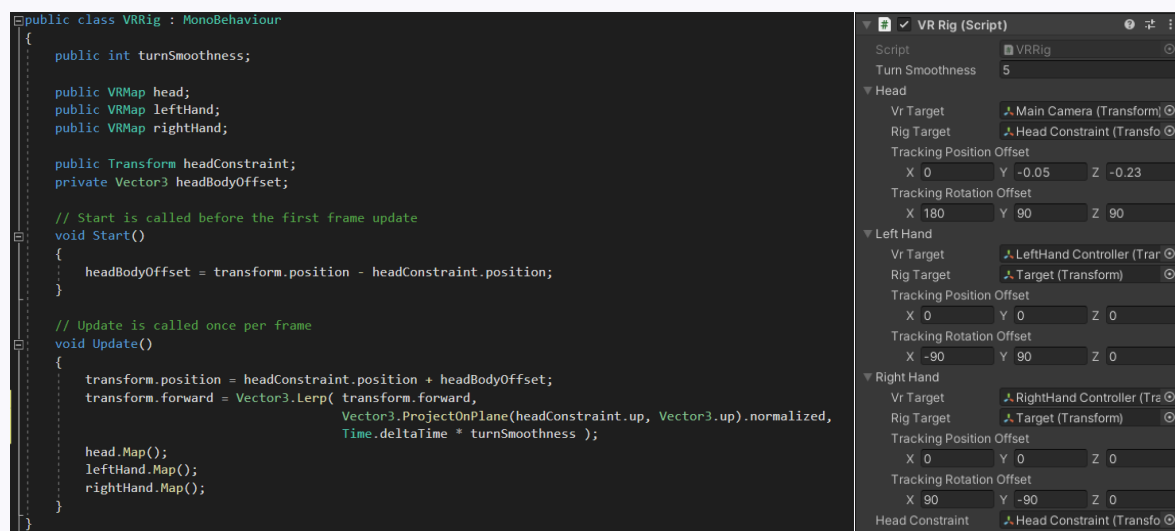 public class VRRig : MonoBehaviour
{
public int turnSmoothness;
public VRMap head;
public VRMap leftHand;
public VRMap rightHand;
public Transform headConstraint;
private Vector3 headBodyOffset;
// Start is called before the first frame update
void Start()
{
headBodyOffset = transform.position - headConstraint.position;
}
// Update is called once per frame
void Update()
{
transform.position = headConstraint.position + headBodyOffset;
transform.forward = Vector3.Lerp( transform.forward,
Vector3.ProjectOnPlane(headConstraint.up, Vector3.up).normalized,
Time.deltaTime * turnSmoothness );
head.Map();
leftHand.Map();
rightHand.Map();
}
}
# VR Rig (Script)
Script VRRig
Turn Smoothness 5
Head
Vr Target Main Camera (Transform)
Rig Target Head Constraint (Transfo
Tracking Position Offset
X 0 Y -0.05 Z -0.23
Tracking Rotation Offset
X 180 Y 90 Z 90
Left Hand
Vr Target LeftHand Controller (Trar
Rig Target Target (Transform)
Tracking Position Offset
X 0 Y 0 Z 0
Tracking Rotation Offset
X -90 Y 90 Z 0
Right Hand
Vr Target RightHand Controller (Tra
Rig Target Target (Transform)
Tracking Position Offset
X 0 Y 0 Z 0
Tracking Rotation Offset
X 90 Y -90 Z 0
Head Constraint Head Constraint (Transfo